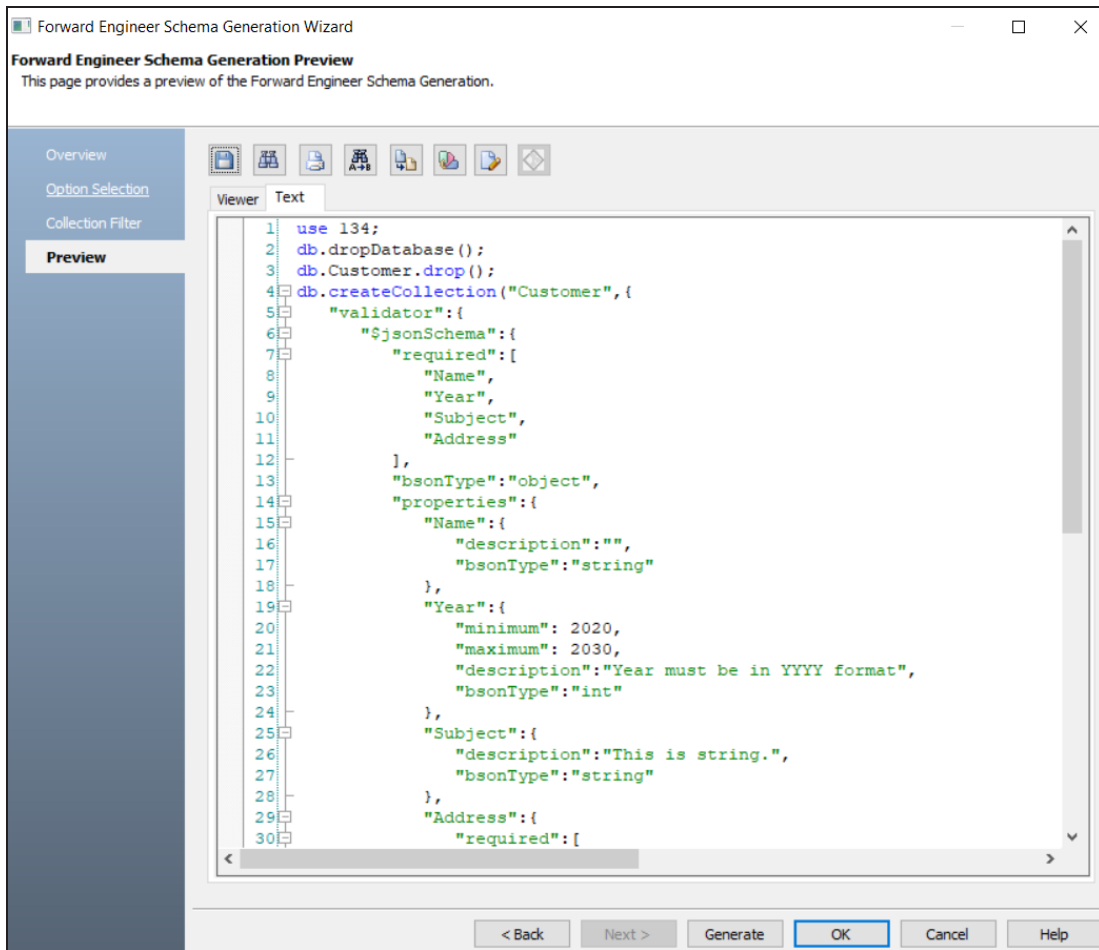 Forward Engineer Schema Generation Wizard
Forward Engineer Schema Generation Preview
This page provides a preview of the Forward Engineer Schema Generation.
Overview
Option Selection
Collection Filter
Preview
A→B
Viewer Text
1 use 134;
2 db.dropDatabase();
3 db.Customer.drop();
4 db.createCollection("Customer",{
5 "validator":{
6 "$jsonSchema":{
7 "required":[
8 "Name",
9 "Year",
10 "Subject",
11 "Address"
12 ],
13 "bsonType":"object",
14 "properties":{
15 "Name":{
16 "description":"",
17 "bsonType":"string"
18 },
19 "Year":{
20 "minimum": 2020,
21 "maximum": 2030,
22 "description":"Year must be in YYYY format",
23 "bsonType":"int"
24 },
25 "Subject":{
26 "description":"This is string.",
27 "bsonType":"string"
28 },
29 "Address":{
30 "required":[
< Back Next > Generate OK Cancel Help